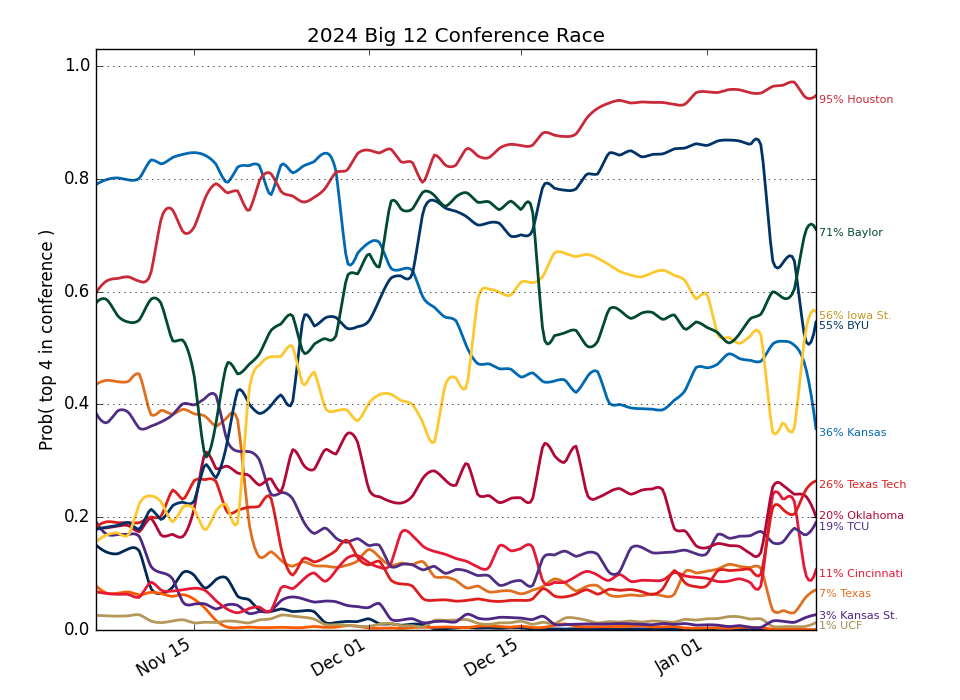 2024 Big 12 Conference Race
Prob( top 4 in conference )
1.0
0.8
0.6
0.4
0.2
0.0
Nov 15
Dec 01
Dec 15
Jan 01
95% Houston
71% Baylor
56% Iowa St.
55% BYU
36% Kansas
26% Texas Tech
20% Oklahoma
19% TCU
11% Cincinnati
7% Texas
3% Kansas St.
1% UCF